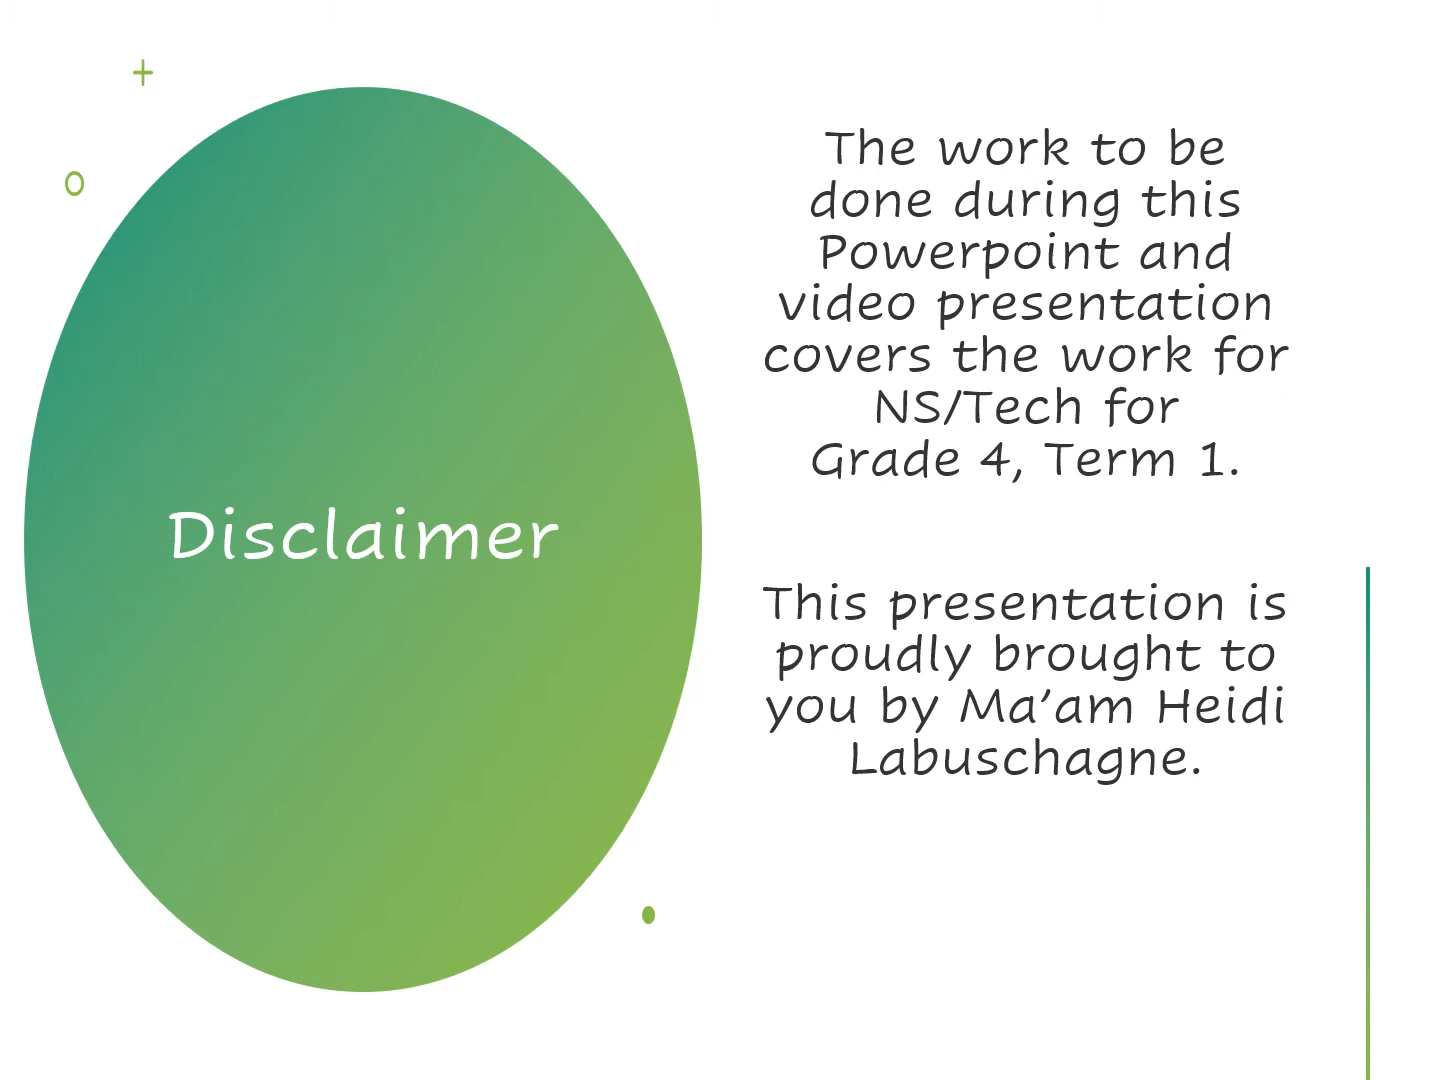 Disclaimer
The work to be
done during this
Powerpoint and
video presentation
covers the work for
NS/Tech for
Grade 4, Term 1.
This presentation is
proudly brought to
you by Ma’am Heidi
Labuschagne.